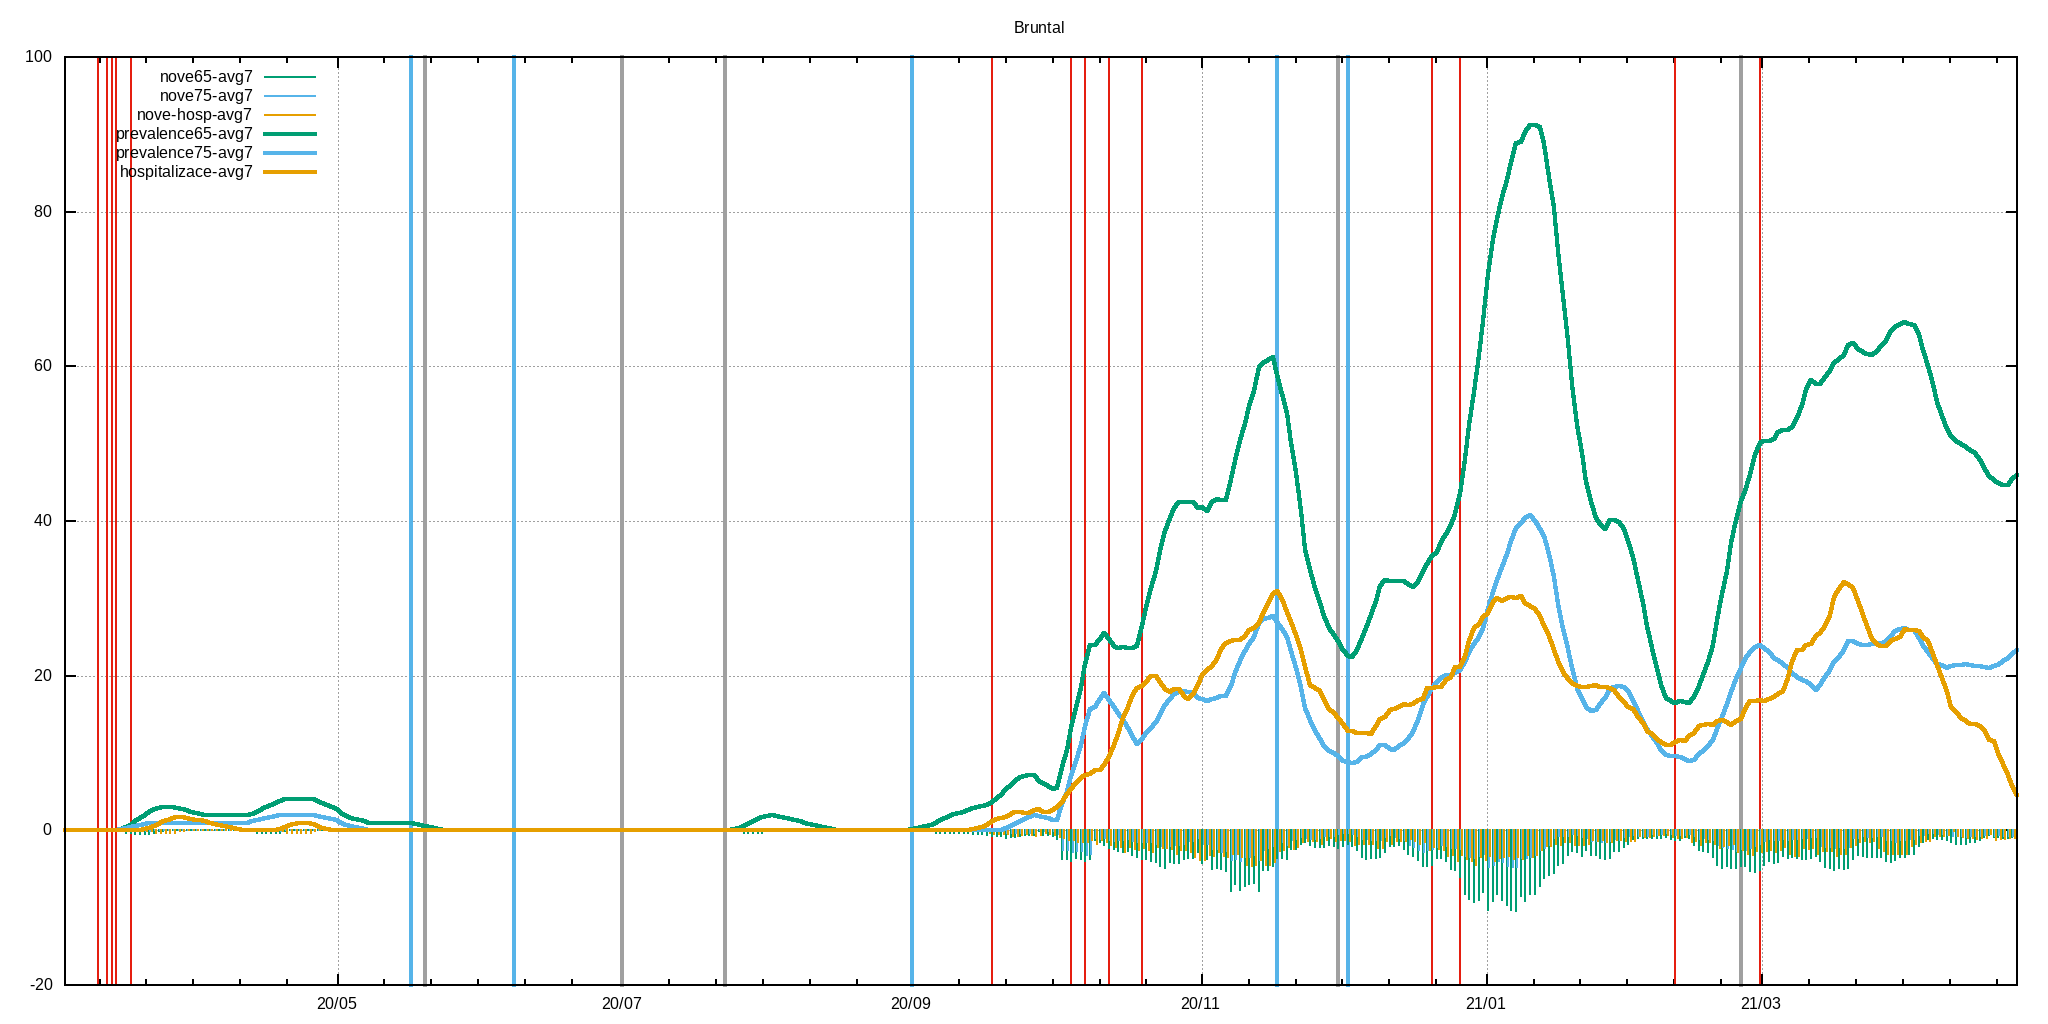 Bruntal
100
nove65-avg7
nove75-avg7
nove-hosp-avg7
prevalence65-avg7
prevalence75-avg7
hospitalizace-avg7
80
60
40
20
0
-20
20/05 20/07 20/09 20/11 21/01 21/03